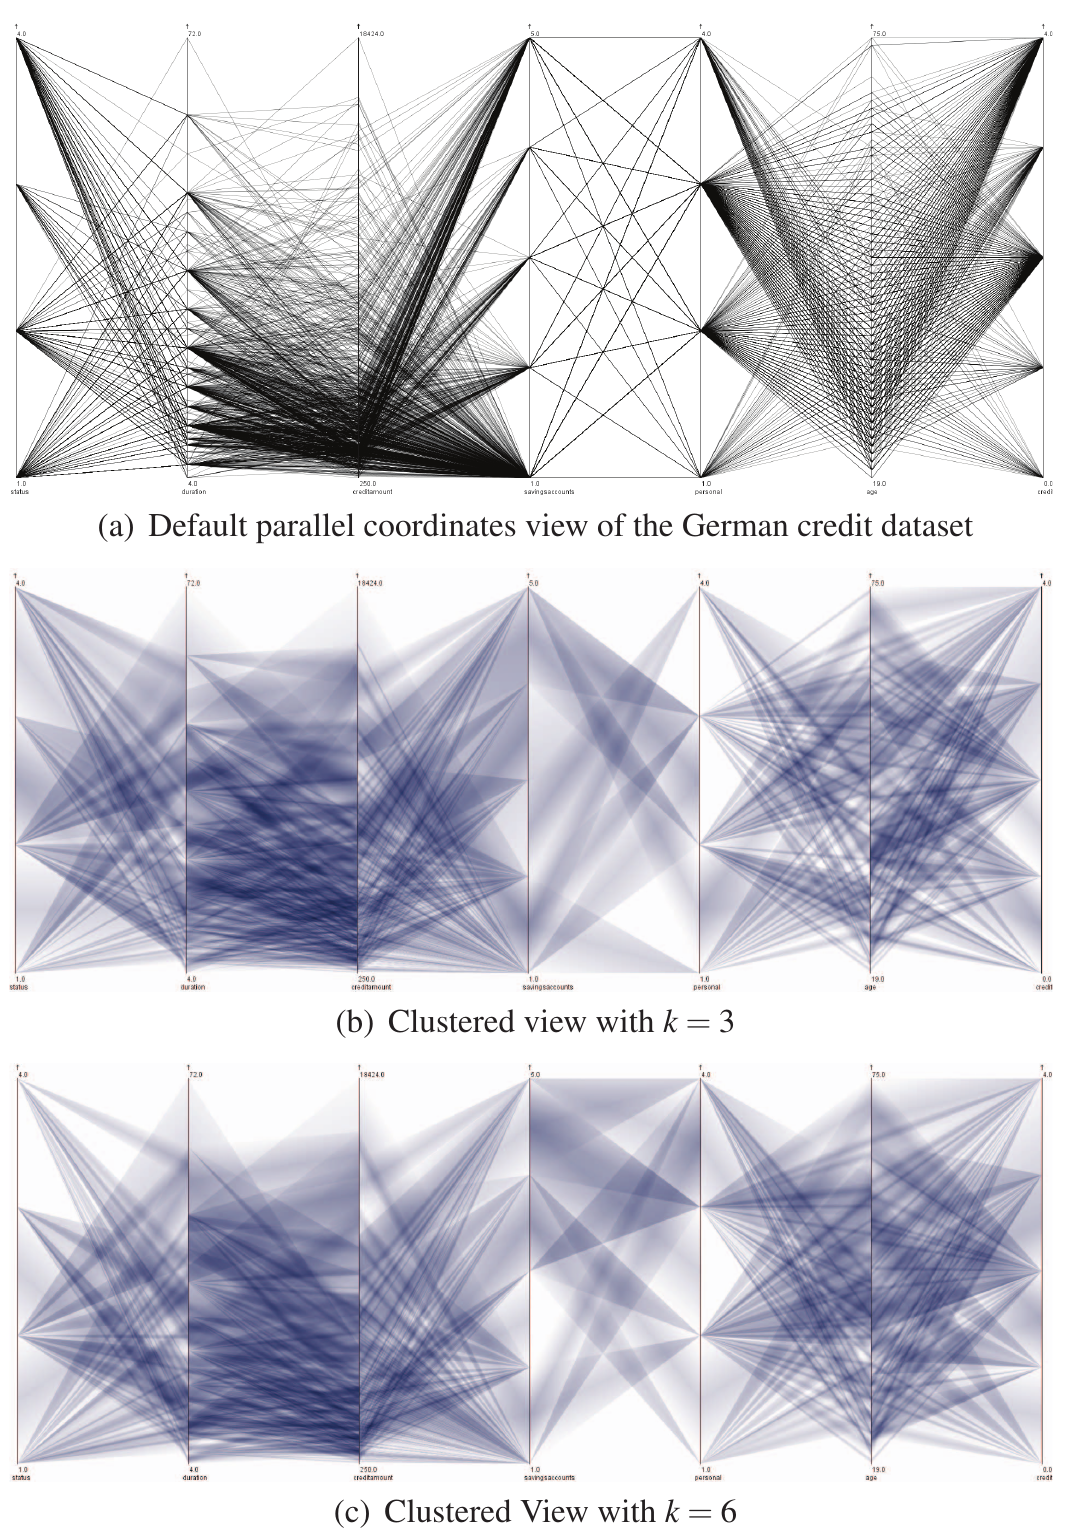 4.0 72.0 18424.0 5.0 4.0 75.0 4.0
1.0 4.0 250.0 1.0 1.0 19.0 0.0
status duration creditamount savingsaccounts personal age credit
(a) Default parallel coordinates view of the German credit dataset
4.0 72.0 18424.0 5.0 4.0 75.0 4.0
1.0 4.0 250.0 1.0 1.0 19.0 0.0
status duration creditamount savingsaccounts personal age credit
(b) Clustered view with k = 3
4.0 72.0 18424.0 5.0 4.0 75.0 4.0
1.0 4.0 250.0 1.0 1.0 19.0 0.0
status duration creditamount savingsaccounts personal age credit
(c) Clustered View with k = 6